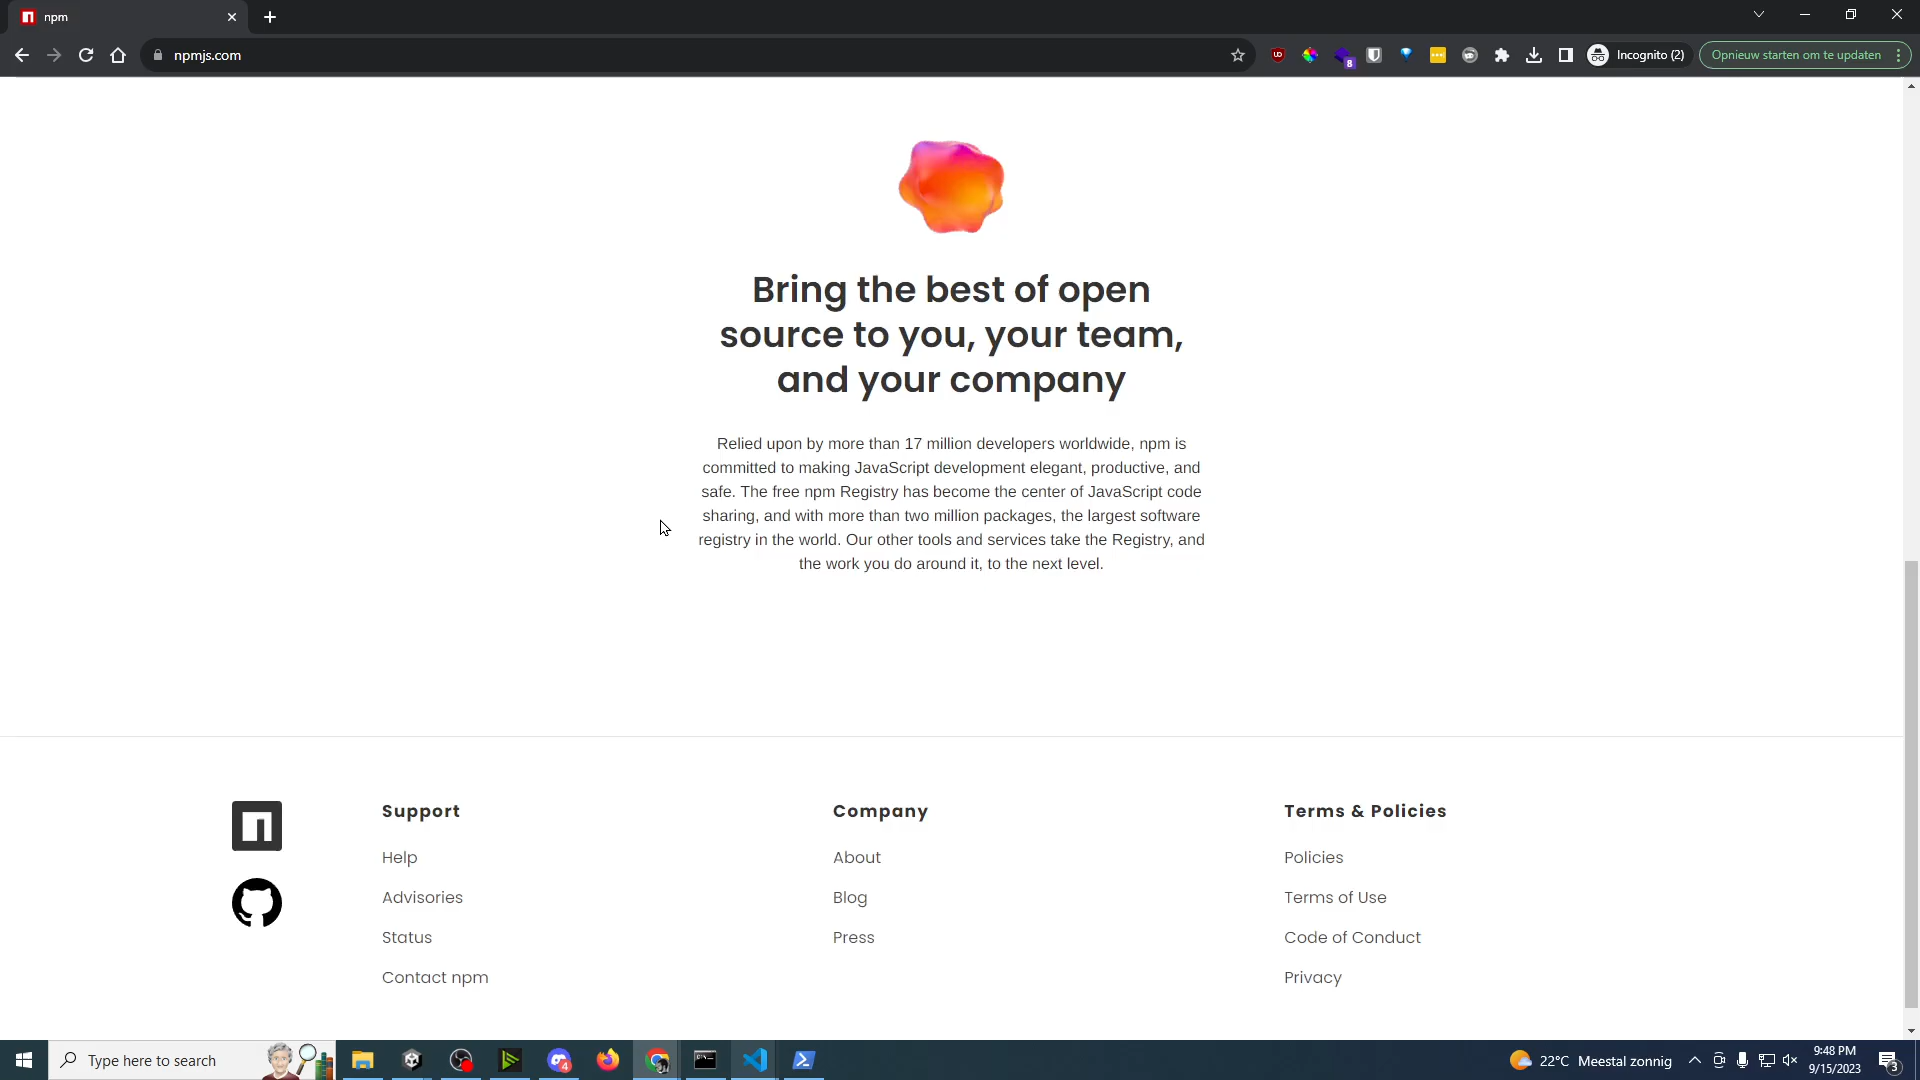 npm
npmjs.com
8
Incognito (2)
Opnieuw starten om te updaten
Bring the best of open
source to you, your team,
and your company
Relied upon by more than 17 million developers worldwide, npm is
committed to making JavaScript development elegant, productive, and
safe. The free npm Registry has become the center of JavaScript code
sharing, and with more than two million packages, the largest software
registry in the world. Our other tools and services take the Registry, and
the work you do around it, to the next level.
Support
Help
Advisories
Status
Contact npm
Company
About
Blog
Press
Terms & Policies
Policies
Terms of Use
Code of Conduct
Privacy
Type here to search
4
22°C Meestal zonnig
9:48 PM
9/15/2023
3